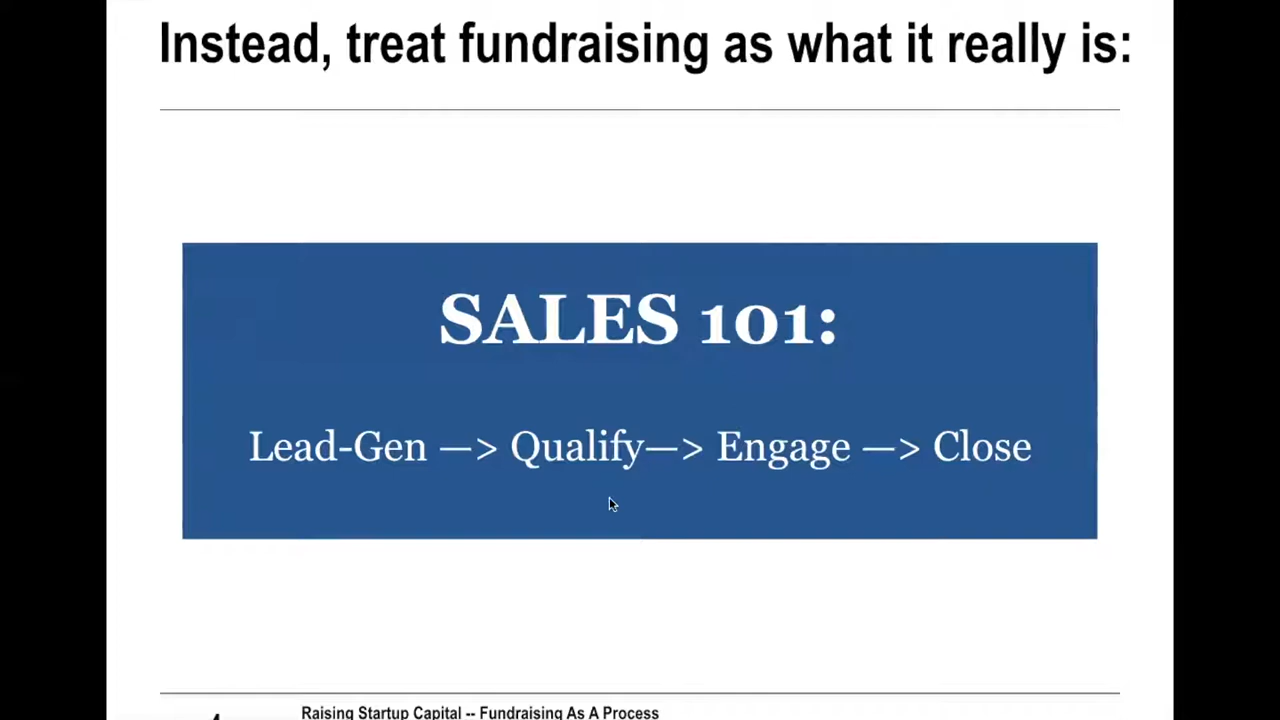 Instead, treat fundraising as what it really is:
SALES 101:
Lead-Gen —> Qualify—> Engage —> Close
Raising Startup Capital -- Fundraising As A Process